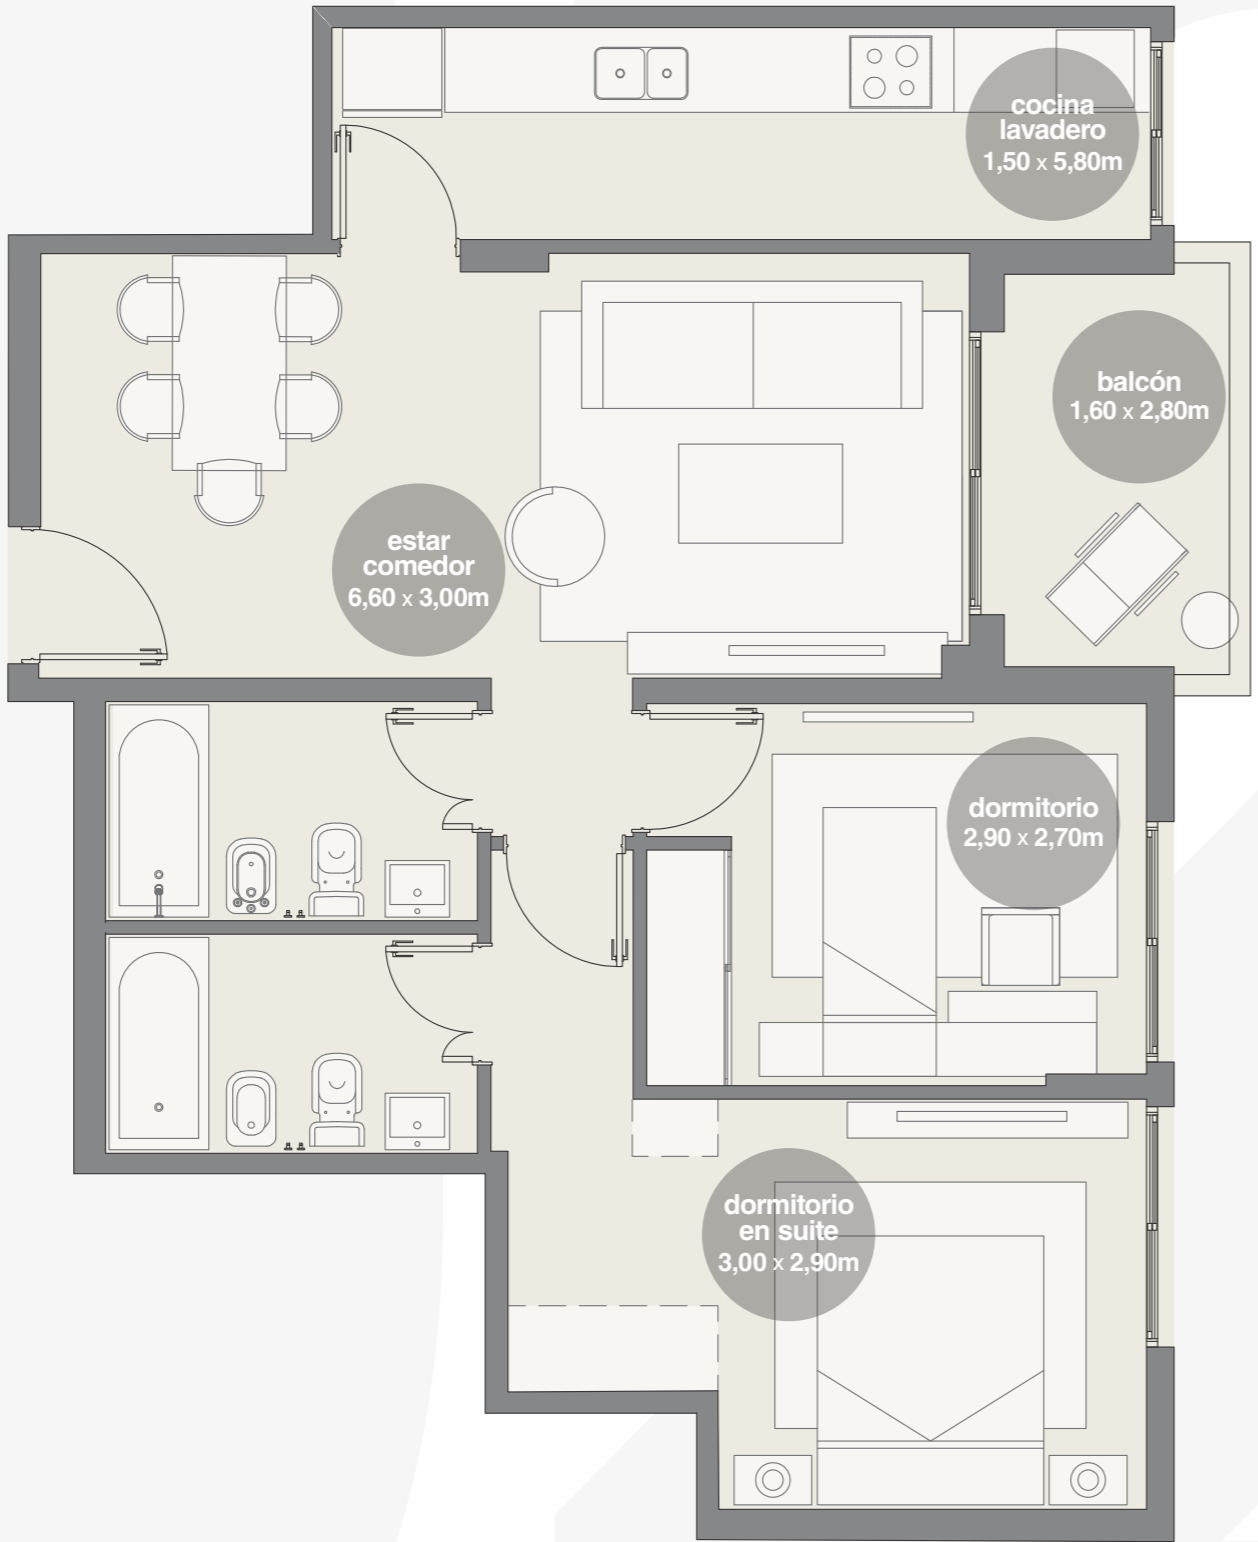 cocina
lavadero
1,50 x 5,80m
balcón
1,60 x 2,80m
estar
comedor
6,60 x 3,00m
dormitorio
2,90 x 2,70m
dormitorio
en suite
3,00 x 2,90m